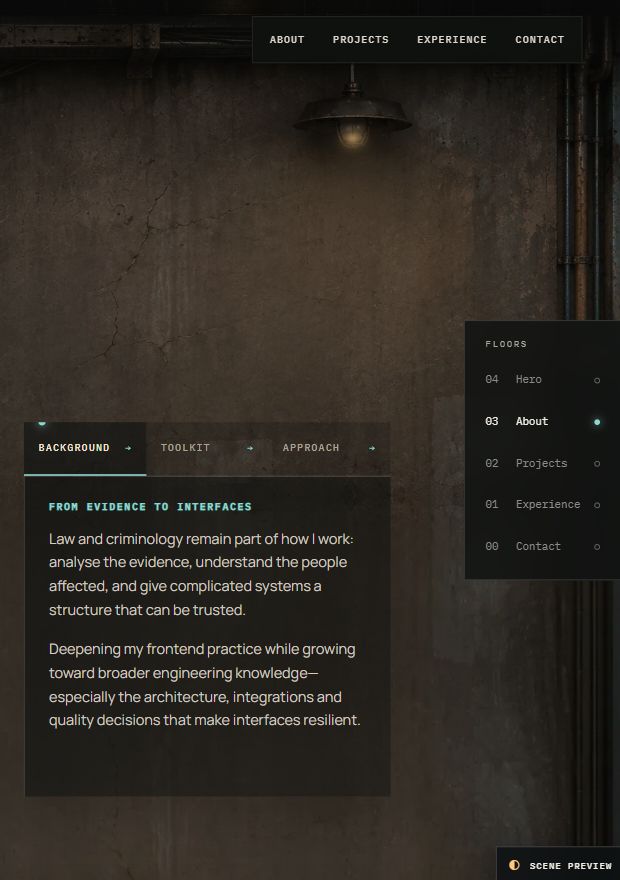 ABOUT PROJECTS EXPERIENCE CONTACT
FLOORS
04 Hero
03 About
02 Projects
01 Experience
00 Contact
BACKGROUND → TOOLKIT → APPROACH →
FROM EVIDENCE TO INTERFACES
Law and criminology remain part of how I work:
analyse the evidence, understand the people
affected, and give complicated systems a
structure that can be trusted.
Deepening my frontend practice while growing
toward broader engineering knowledge—
especially the architecture, integrations and
quality decisions that make interfaces resilient.
SCENE PREVIEW